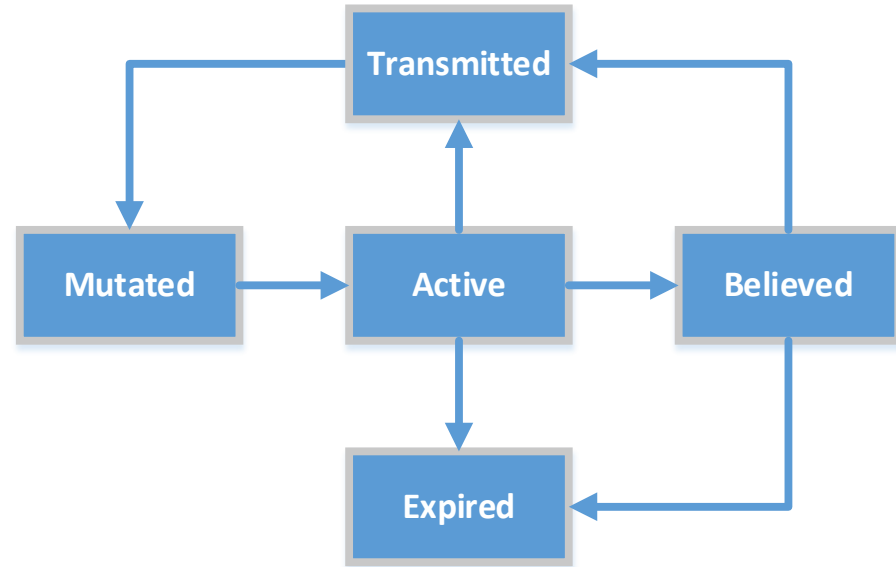 Transmitted
Mutated
Active
Believed
Expired